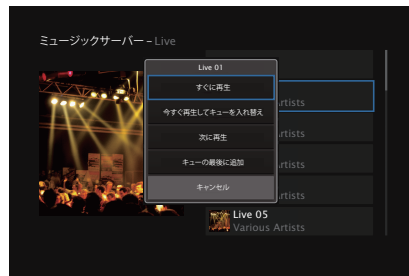 ミュージックサーバー – Live
Live 01
すぐに再生
今すぐ再生してキューを入れ替え
次に再生
キューの最後に追加
キャンセル
Artists
Artists
Artists
Artists
Live 05
Various Artists